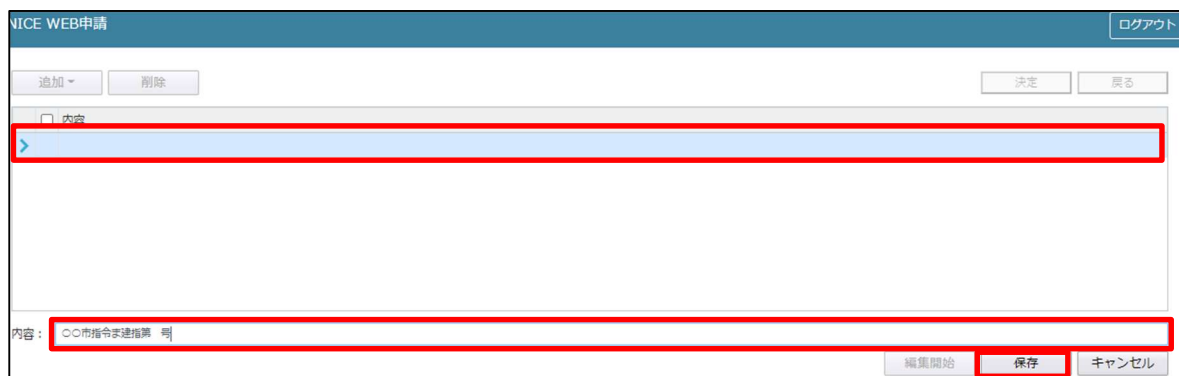 NICE WEB申請 ログアウト
追加 削除 決定 戻る
内容
内容： 〇〇市指令ま建指第　号
編集開始 保存 キャンセル